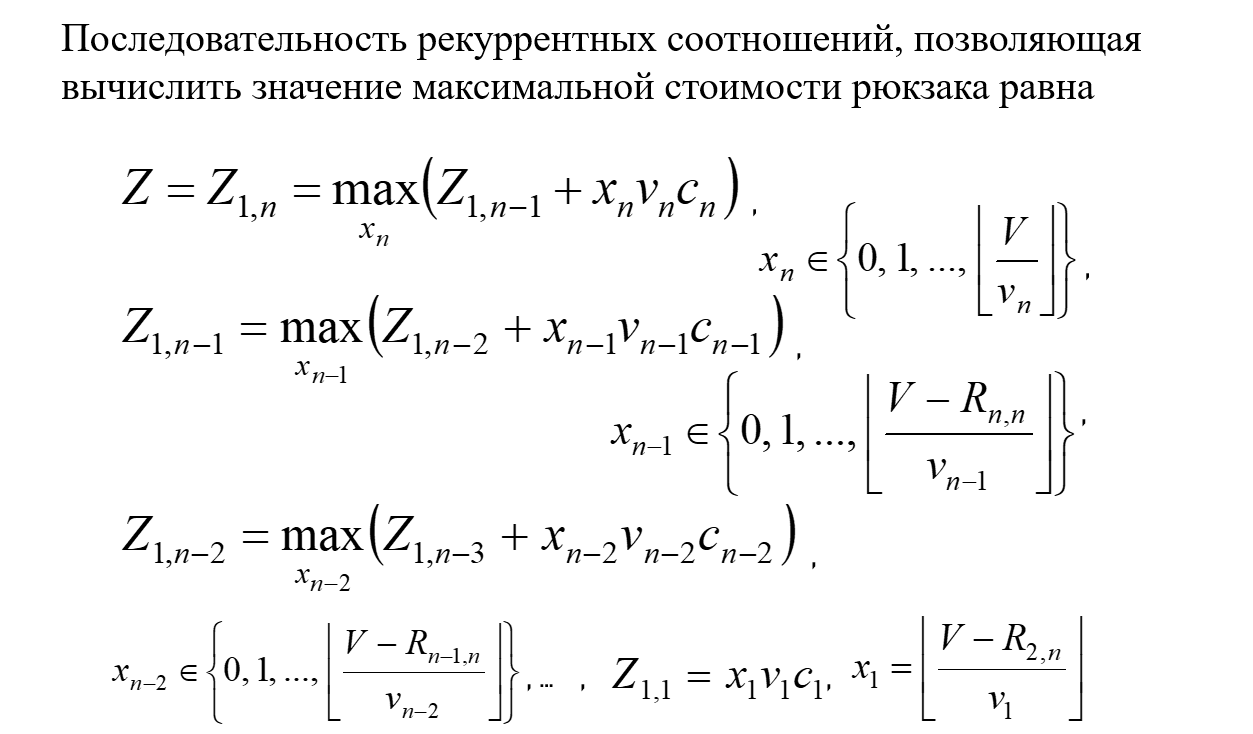 Последовательность рекуррентных соотношений, позволяющая
вычислить значение максимальной стоимости рюкзака равна
Z = Z_{1,n} = max_{x_n}(Z_{1,n−1} + x_n v_n c_n),
x_n ∈ {0, 1, ..., ⌊V / v_n⌋},
Z_{1,n−1} = max_{x_{n−1}}(Z_{1,n−2} + x_{n−1} v_{n−1} c_{n−1}),
x_{n−1} ∈ {0, 1, ..., ⌊(V − R_{n,n}) / v_{n−1}⌋},
Z_{1,n−2} = max_{x_{n−2}}(Z_{1,n−3} + x_{n−2} v_{n−2} c_{n−2}),
x_{n−2} ∈ {0, 1, ..., ⌊(V − R_{n−1,n}) / v_{n−2}⌋}, ... , Z_{1,1} = x_1 v_1 c_1, x_1 = ⌊(V − R_{2,n}) / v_1⌋